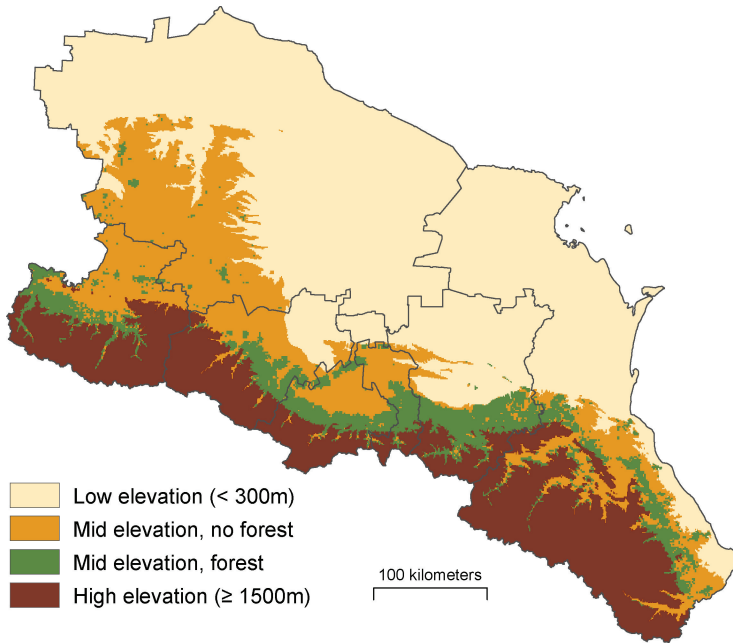 Low elevation (< 300m)
Mid elevation, no forest
Mid elevation, forest
High elevation (≥ 1500m)
100 kilometers